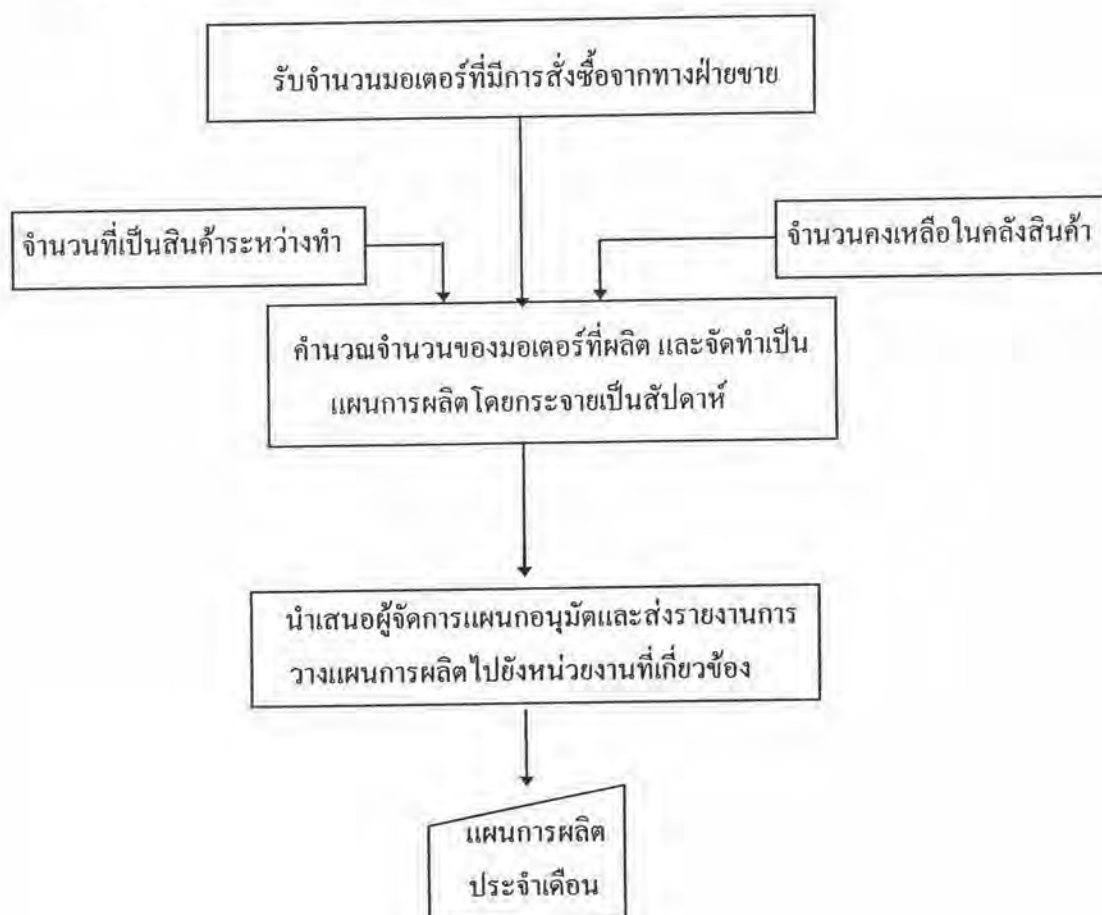 รับจำนวนมอเตอร์ที่มีการสั่งซื้อจากทางฝ่ายขาย
จำนวนที่เป็นสินค้าระหว่างทำ
จำนวนคงเหลือในคลังสินค้า
คำนวณจำนวนของมอเตอร์ที่ผลิต และจัดทำเป็น
แผนการผลิตโดยกระจายเป็นสัปดาห์
นำเสนอผู้จัดการแผนกอนุมัตและส่งรายงานการ
วางแผนการผลิตไปยังหน่วยงานที่เกี่ยวข้อง
แผนการผลิต
ประจำเดือน